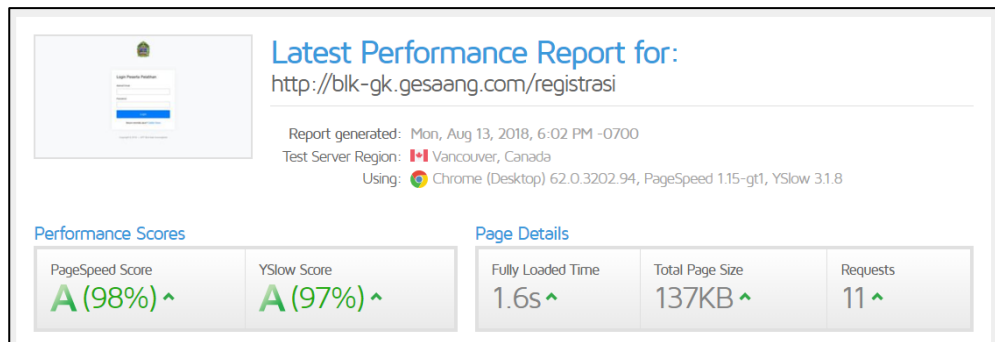 Latest Performance Report for:
http://blk-gk.gesaang.com/registrasi
Report generated: Mon, Aug 13, 2018, 6:02 PM -0700
Test Server Region: Vancouver, Canada
Using: Chrome (Desktop) 62.0.3202.94, PageSpeed 1.15-gt1, YSlow 3.1.8
Login Peserta Pelatihan
Performance Scores
PageSpeed Score
A (98%)
YSlow Score
A (97%)
Page Details
Fully Loaded Time
1.6s
Total Page Size
137KB
Requests
11